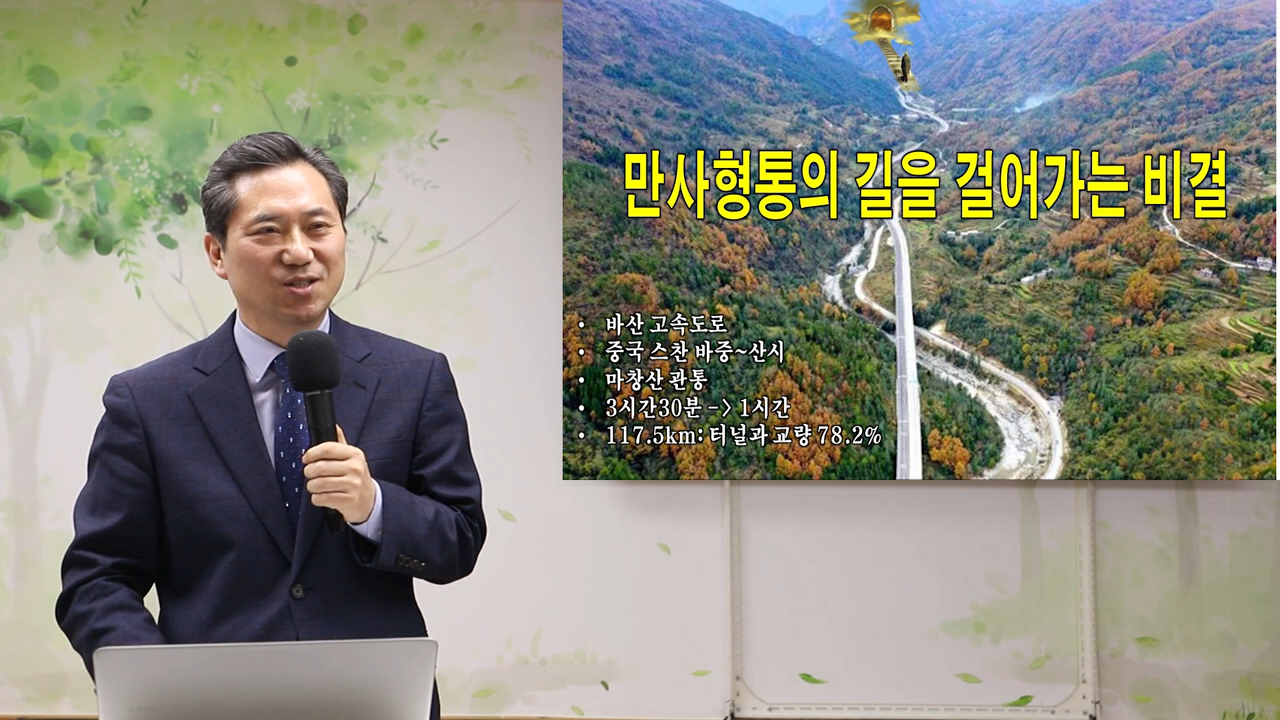 만사형통의 길을 걸어가는 비결
• 바산 고속도로
• 중국 스찬 바중~산시
• 마창산 관통
• 3시간30분 -> 1시간
• 117.5km: 터널과 교량 78.2%